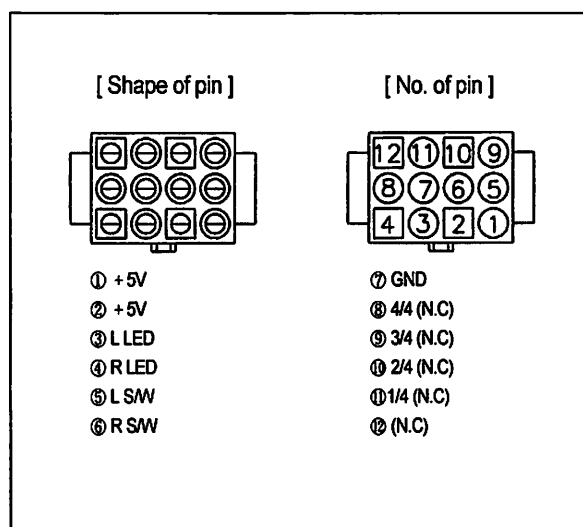 [ Shape of pin ]
[ No. of pin ]
12 11 10 9
8 7 6 5
4 3 2 1
① +5V
② +5V
③ L LED
④ R LED
⑤ L S/W
⑥ R S/W
⑦ GND
⑧ 4/4 (N.C)
⑨ 3/4 (N.C)
⑩ 2/4 (N.C)
⑪1/4 (N.C)
⑫ (N.C)